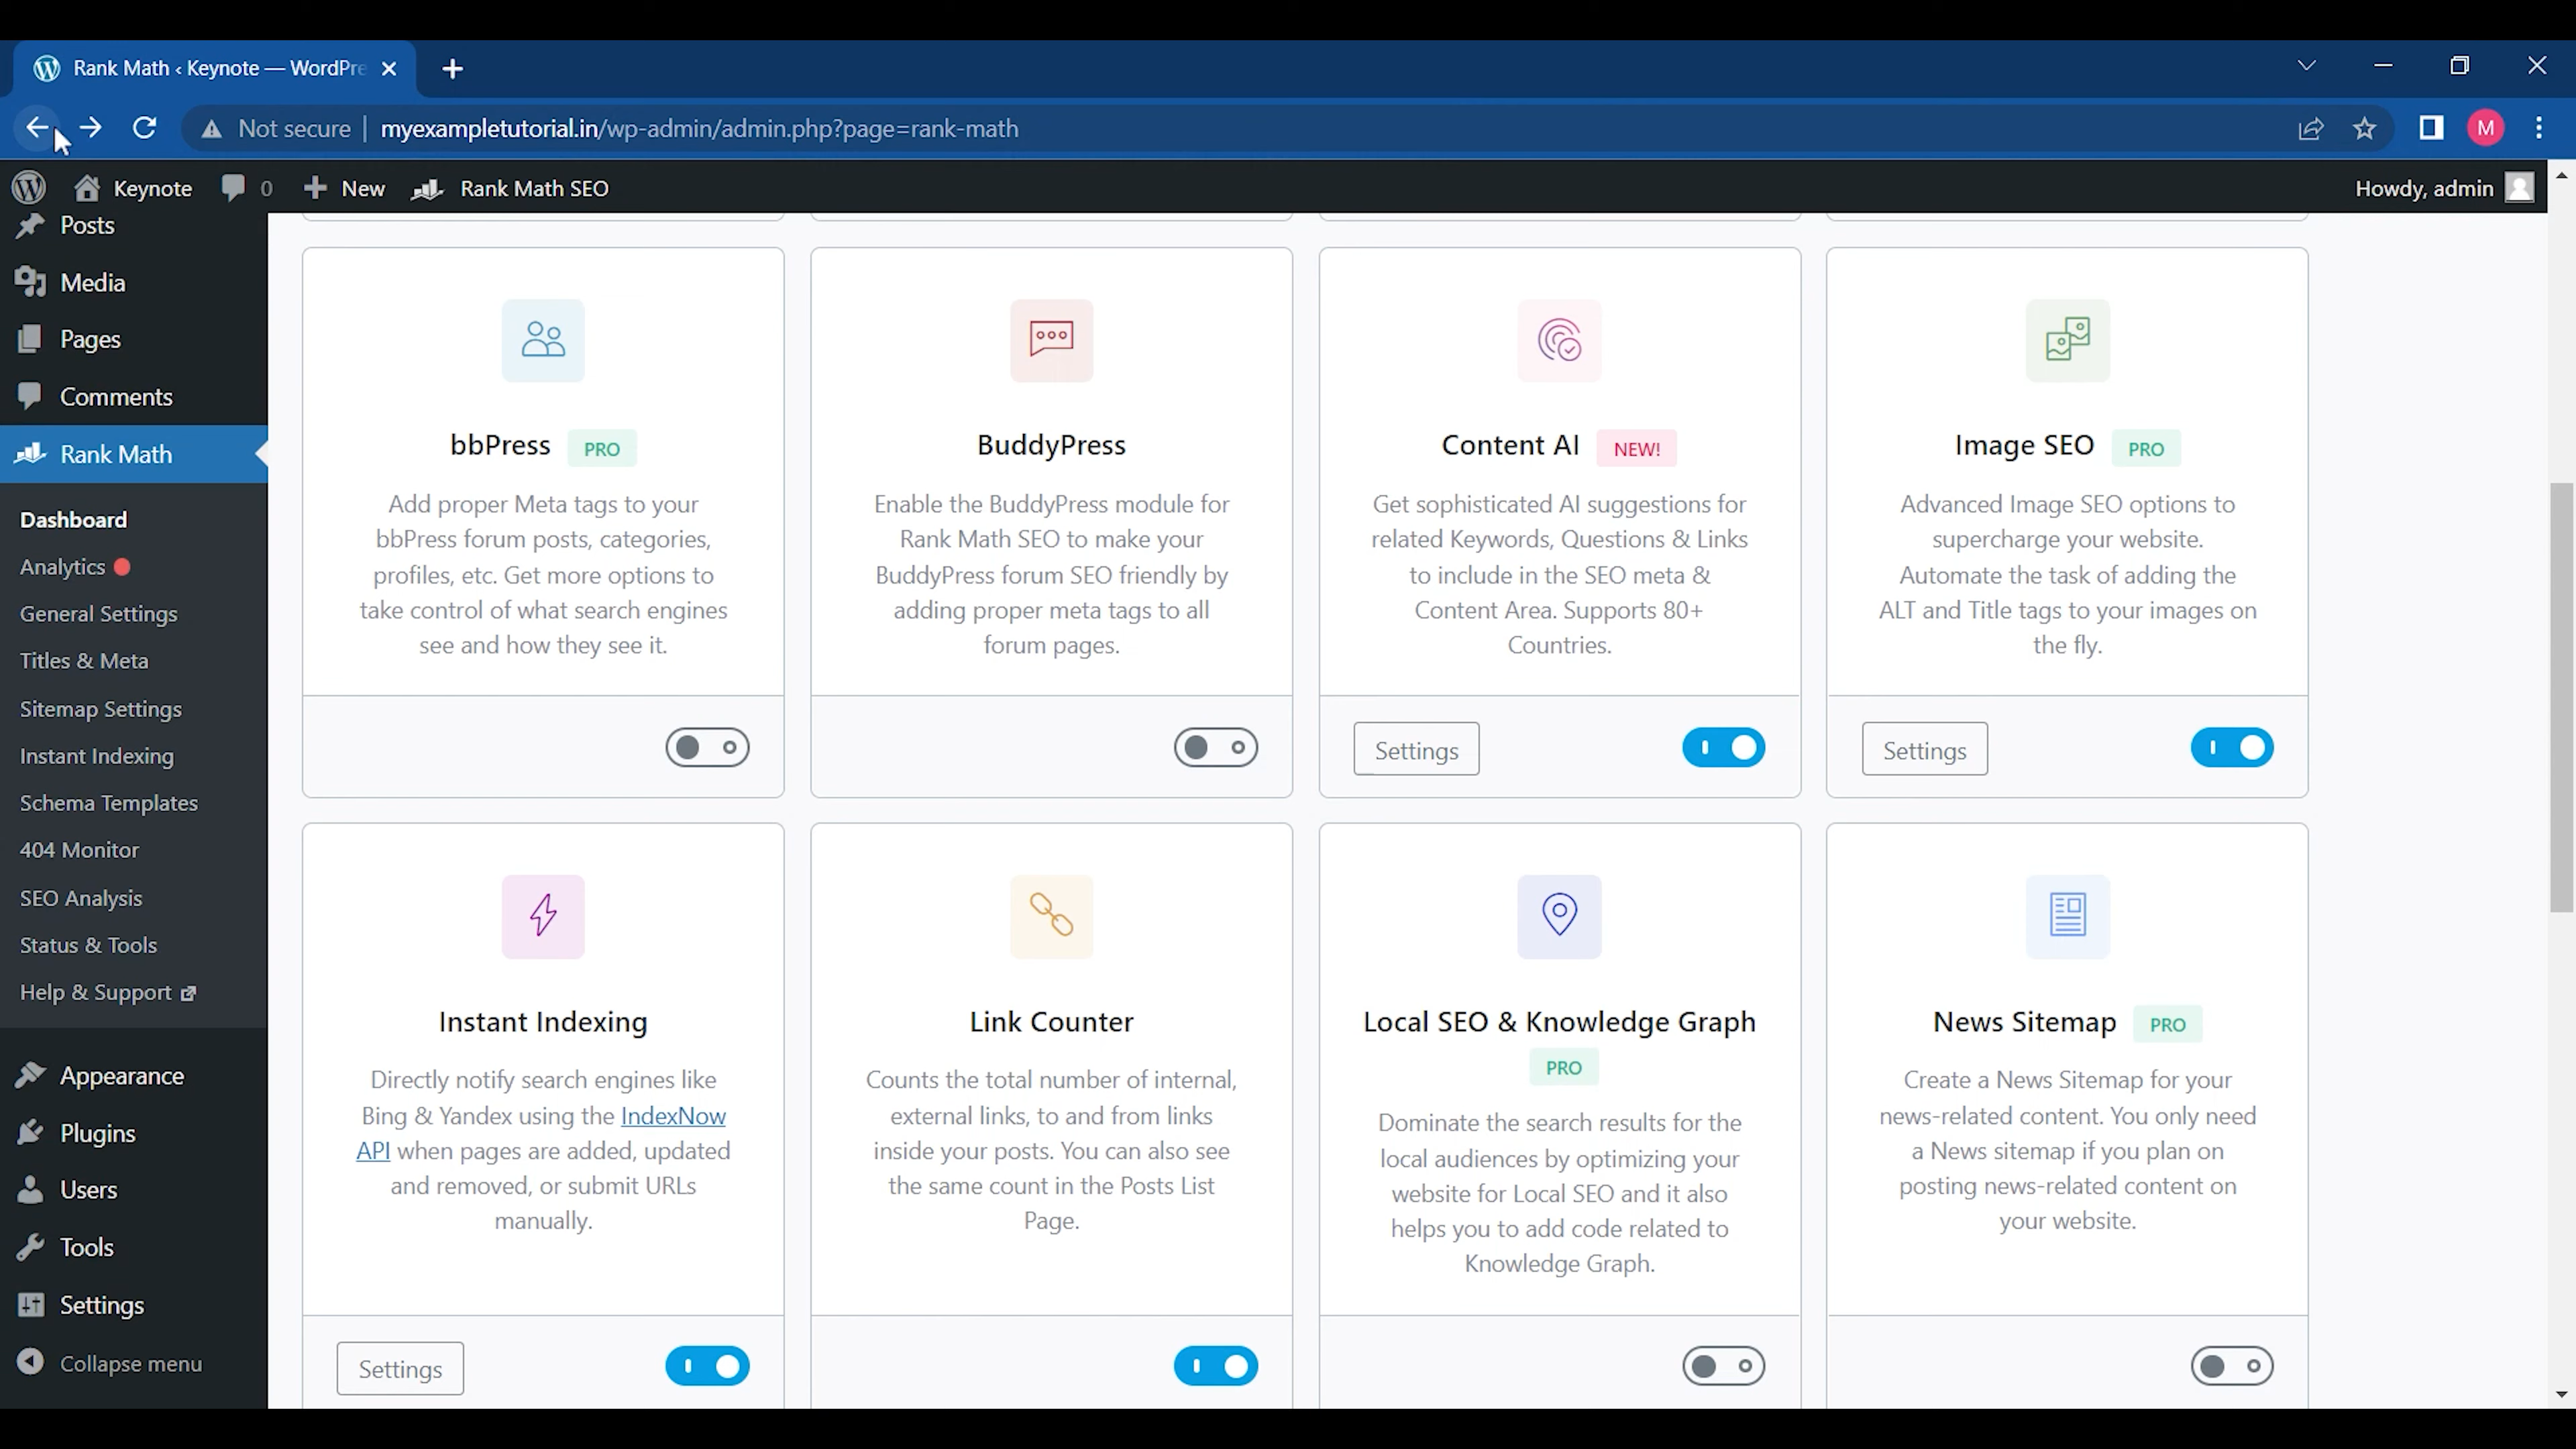 Rank Math ‹ Keynote — WordPre
Not secure | myexampletutorial.in/wp-admin/admin.php?page=rank-math
M
Keynote 0 New Rank Math SEO Howdy, admin
Posts
Media
Pages
Comments
Rank Math
Dashboard
Analytics
General Settings
Titles & Meta
Sitemap Settings
Instant Indexing
Schema Templates
404 Monitor
SEO Analysis
Status & Tools
Help & Support
Appearance
Plugins
Users
Tools
Settings
Collapse menu
bbPress PRO
Add proper Meta tags to your
bbPress forum posts, categories,
profiles, etc. Get more options to
take control of what search engines
see and how they see it.
BuddyPress
Enable the BuddyPress module for
Rank Math SEO to make your
BuddyPress forum SEO friendly by
adding proper meta tags to all
forum pages.
Content AI NEW!
Get sophisticated AI suggestions for
related Keywords, Questions & Links
to include in the SEO meta &
Content Area. Supports 80+
Countries.
Settings
Image SEO PRO
Advanced Image SEO options to
supercharge your website.
Automate the task of adding the
ALT and Title tags to your images on
the fly.
Settings
Instant Indexing
Directly notify search engines like
Bing & Yandex using the IndexNow
API when pages are added, updated
and removed, or submit URLs
manually.
Settings
Link Counter
Counts the total number of internal,
external links, to and from links
inside your posts. You can also see
the same count in the Posts List
Page.
Local SEO & Knowledge Graph
PRO
Dominate the search results for the
local audiences by optimizing your
website for Local SEO and it also
helps you to add code related to
Knowledge Graph.
News Sitemap PRO
Create a News Sitemap for your
news-related content. You only need
a News sitemap if you plan on
posting news-related content on
your website.